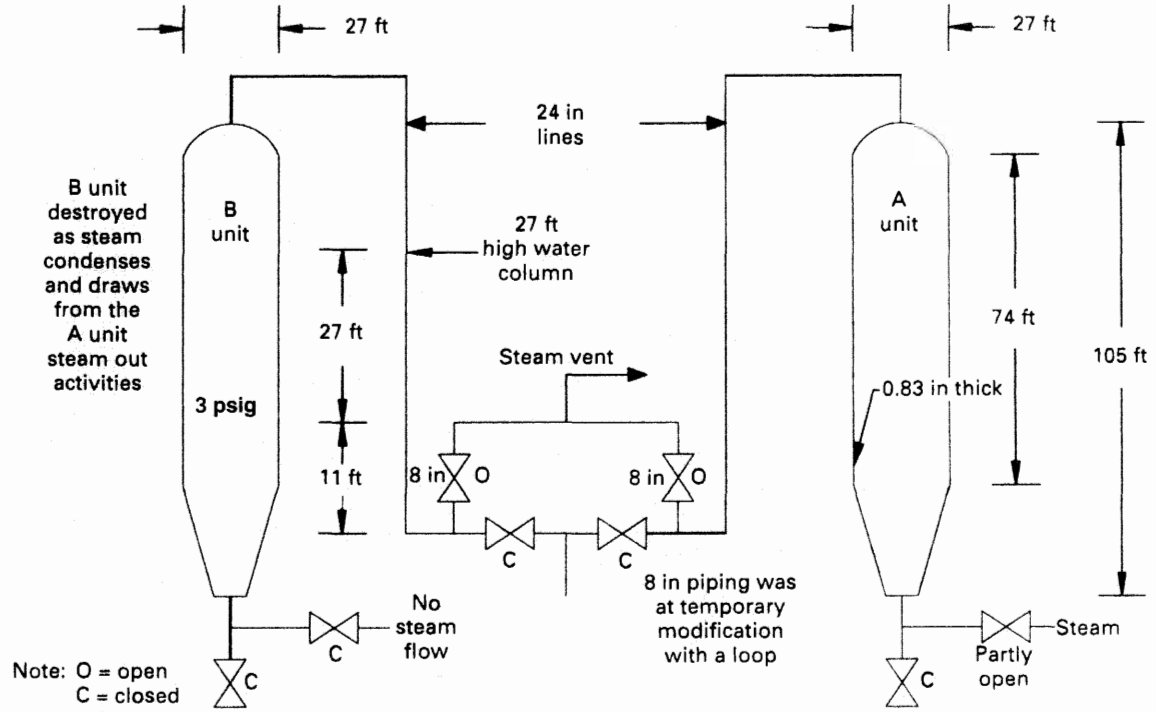 27 ft
27 ft
24 in
lines
B unit
destroyed
as steam
condenses
and draws
from the
A unit
steam out
activities
B
unit
A
unit
27 ft
high water
column
27 ft
74 ft
105 ft
Steam vent
0.83 in thick
3 psig
11 ft
8 in
O
8 in
O
C
C
8 in piping was
at temporary
modification
with a loop
No
steam
flow
C
Steam
Partly
open
C
C
Note: O = open
C = closed